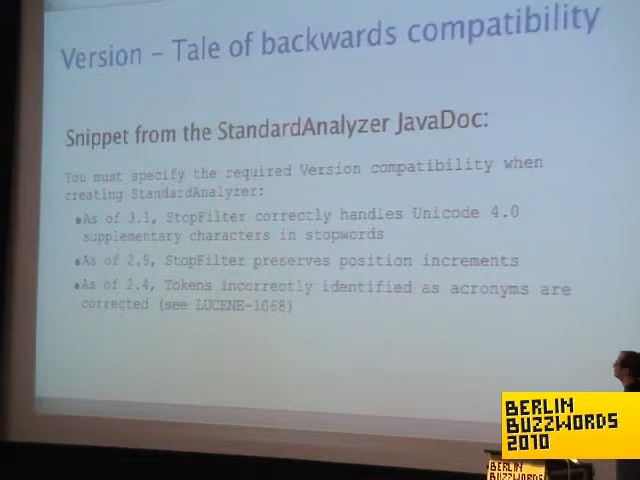 Version – Tale of backwards compatibility
Snippet from the StandardAnalyzer JavaDoc:
You must specify the required Version compatibility when
creating StandardAnalyzer:
•As of 3.1, StopFilter correctly handles Unicode 4.0
supplementary characters in stopwords
•As of 2.9, StopFilter preserves position increments
•As of 2.4, Tokens incorrectly identified as acronyms are
corrected (see LUCENE-1068)
BERLIN
BUZZWORDS
2010
BERLIN
BUZZWORDS